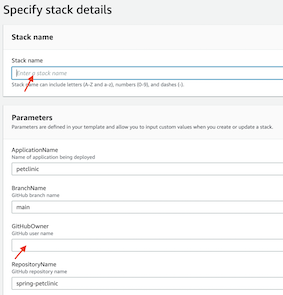 Specify stack details
Stack name
Stack name
Enter a stack name
Stack name can include letters (A-Z and a-z), numbers (0-9), and dashes (-).
Parameters
Parameters are defined in your template and allow you to input custom values when you create or update a stack.
ApplicationName
Name of application being deployed
petclinic
BranchName
GitHub branch name
main
GitHubOwner
GitHub user name
RepositoryName
GitHub repository name
spring-petclinic